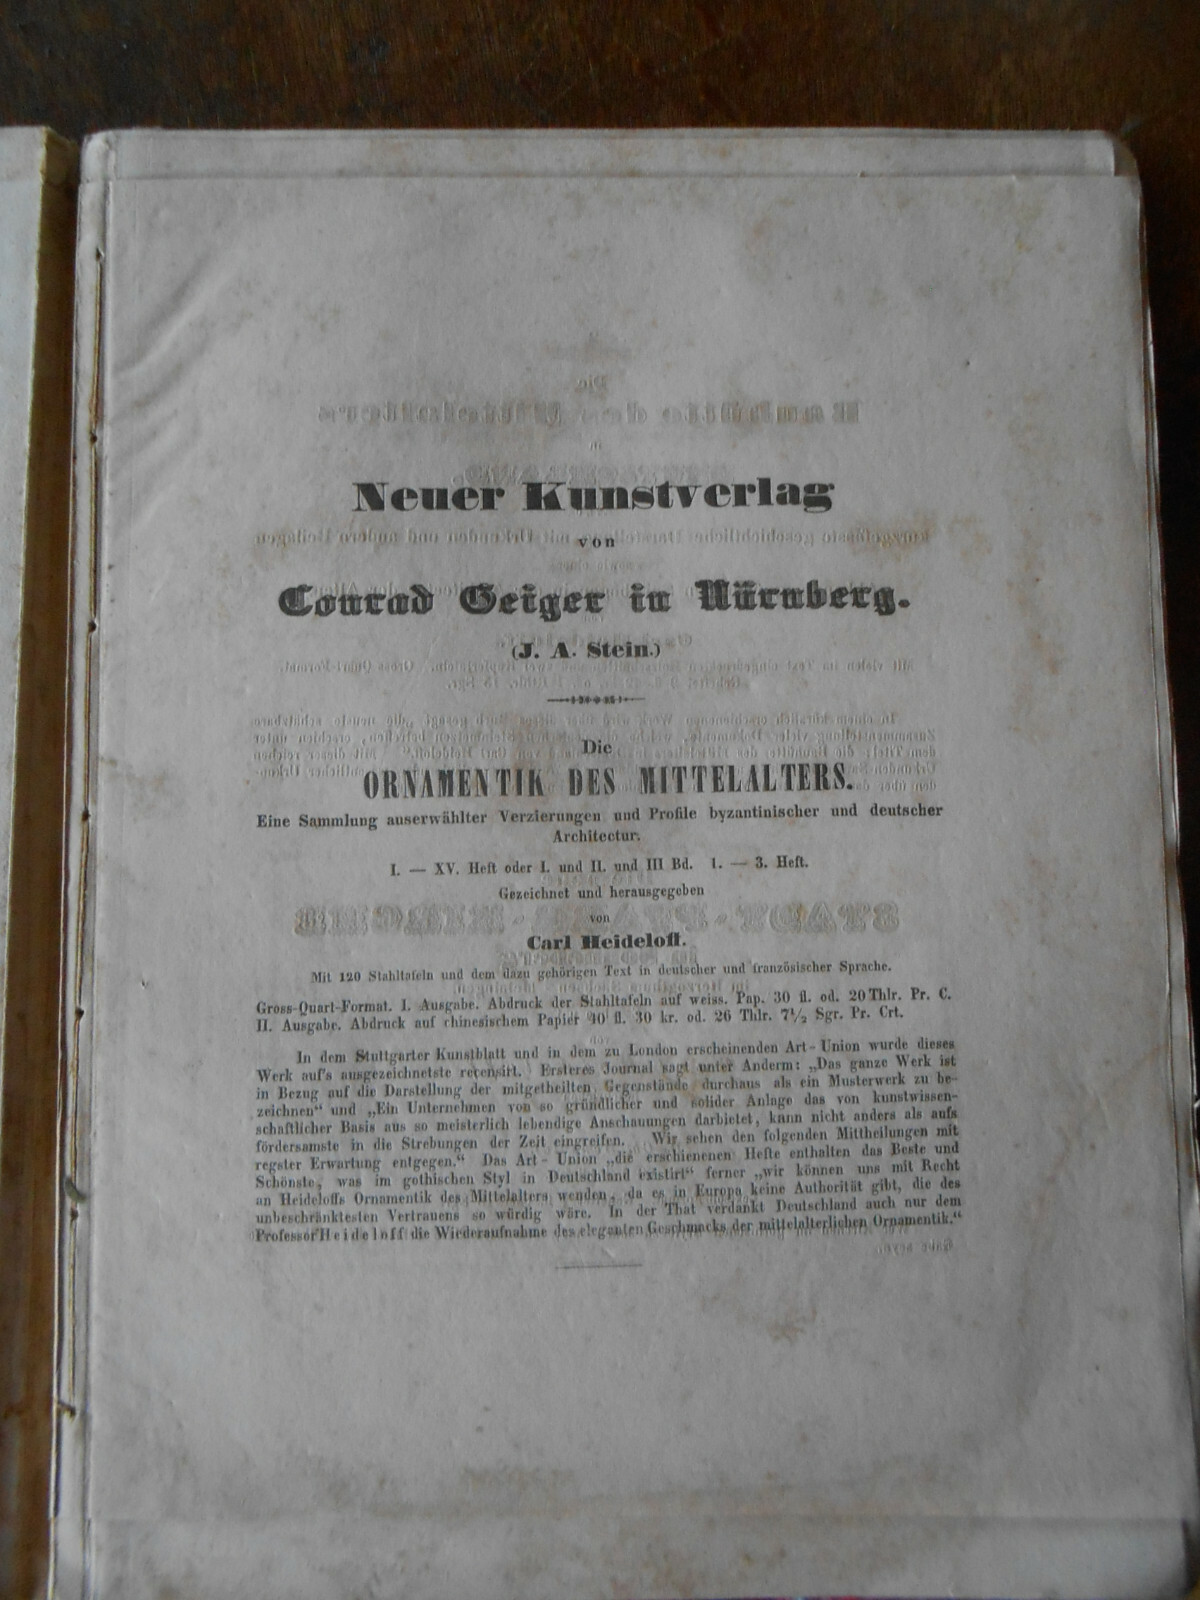 Neuer Kunstverlag
von
Conrad Geiger in Nürnberg.
(J. A. Stein.)
Die
ORNAMENTIK DES MITTELALTERS.
Eine Sammlung auserwählter Verzierungen und Profile byzantinischer und deutscher
Architectur.
I. — XV. Heft oder I. und II. und III Bd. 1. — 3. Heft.
Gezeichnet und herausgegeben
von
Carl Heideloff.
Mit 120 Stahltafeln und dem dazu gehörigen Text in deutscher und französischer Sprache.
Gross-Quart-Format. I. Ausgabe. Abdruck der Stahltafeln auf weiss. Pap. 30 fl. od. 20 Thlr. Pr. C.
II. Ausgabe. Abdruck auf chinesischem Papier 40 fl. 30 kr. od. 26 Thlr. 7½ Sgr. Pr. Crt.
In dem Stuttgarter Kunstblatt und in dem zu London erscheinenden Art-Union wurde dieses
Werk auf's ausgezeichnetste recensirt. Ersteres Journal sagt unter Anderm: „Das ganze Werk ist
in Bezug auf die Darstellung der mitgetheilten Gegenstände durchaus als ein Musterwerk zu be-
zeichnen“ und „Ein Unternehmen von so gründlicher und solider Anlage das von kunstwissen-
schaftlicher Basis aus so meisterlich lebendige Anschauungen darbietet, kann nicht anders als aufs
fördersamste in die Strebungen der Zeit eingreifen. Wir sehen den folgenden Mittheilungen mit
regster Erwartung entgegen.“ Das Art-Union „die erschienenen Hefte enthalten das Beste und
Schönste, was im gothischen Styl in Deutschland existirt“ ferner „wir können uns mit Recht
an Heideloffs Ornamentik des Mittelalters wenden, da es in Europa keine Authorität gibt, die des
unbeschränktesten Vertrauens so würdig wäre. In der That verdankt Deutschland auch nur dem
Professor Heideloff die Wiederaufnahme des eleganten Geschmacks der mittelalterlichen Ornamentik.“